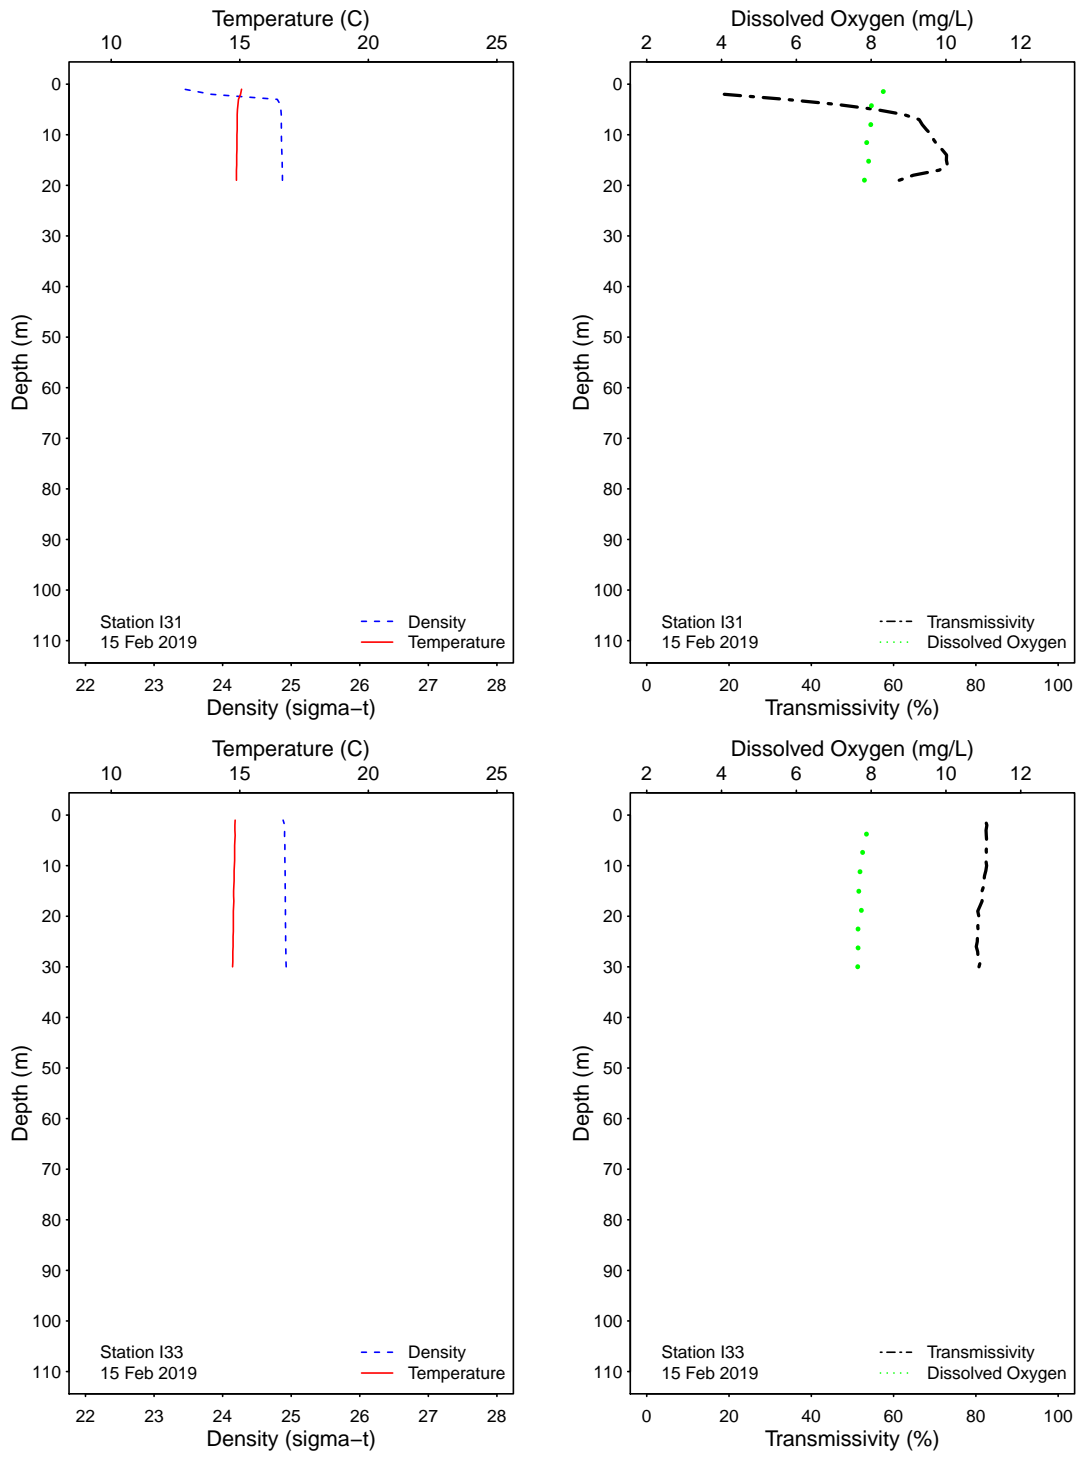 Temperature (C)
10 15 20 25
0
10
20
30
40
50
60
70
80
90
100
110
Depth (m)
Station I31
15 Feb 2019
Density
Temperature
22 23 24 25 26 27 28
Density (sigma−t)
Dissolved Oxygen (mg/L)
2 4 6 8 10 12
0
10
20
30
40
50
60
70
80
90
100
110
Depth (m)
Station I31
15 Feb 2019
Transmissivity
Dissolved Oxygen
0 20 40 60 80 100
Transmissivity (%)
Temperature (C)
10 15 20 25
0
10
20
30
40
50
60
70
80
90
100
110
Depth (m)
Station I33
15 Feb 2019
Density
Temperature
22 23 24 25 26 27 28
Density (sigma−t)
Dissolved Oxygen (mg/L)
2 4 6 8 10 12
0
10
20
30
40
50
60
70
80
90
100
110
Depth (m)
Station I33
15 Feb 2019
Transmissivity
Dissolved Oxygen
0 20 40 60 80 100
Transmissivity (%)